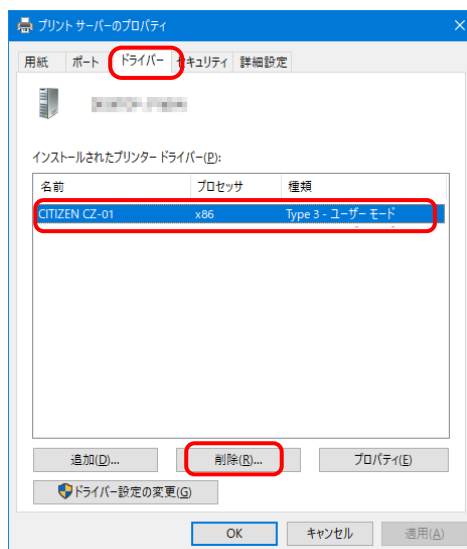 プリント サーバーのプロパティ
用紙 ポート ドライバー セキュリティ 詳細設定
インストールされたプリンター ドライバー(P):
名前 プロセッサ 種類
CITIZEN CZ-01 x86 Type 3 - ユーザー モード
追加(D)... 削除(R)... プロパティ(E)
ドライバー設定の変更(G)
OK キャンセル 適用(A)